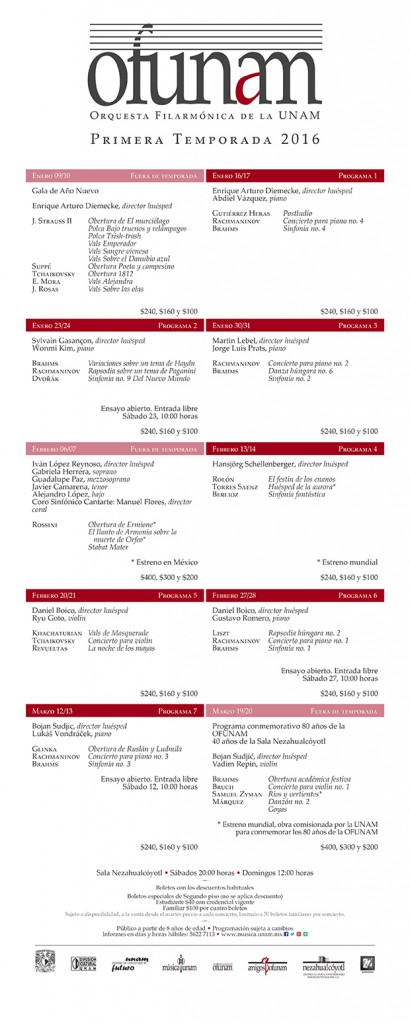 ofunam
ORQUESTA FILARMÓNICA DE LA UNAM
PRIMERA TEMPORADA 2016
ENERO 09/10 FUERA DE TEMPORADA
Gala de Año Nuevo
Enrique Arturo Diemecke, director huésped
J. STRAUSS II Obertura de El murciélago
Polca Bajo truenos y relámpagos
Polca Trish-trash
Vals Emperador
Vals Sangre vienesa
Vals Sobre el Danubio azul
SUPPÉ Obertura Poeta y campesino
TCHAIKOVSKY Obertura 1812
E. MORA Vals Alejandra
J. ROSAS Vals Sobre las olas
$240, $160 y $100
ENERO 16/17 PROGRAMA 1
Enrique Arturo Diemecke, director huésped
Abdiel Vázquez, piano
GUTIÉRREZ HERAS Postludio
RACHMANINOV Concierto para piano no. 4
BRAHMS Sinfonía no. 4
$240, $160 y $100
ENERO 23/24 PROGRAMA 2
Sylvain Gasançon, director huésped
Wonmi Kim, piano
BRAHMS Variaciones sobre un tema de Haydn
RACHMANINOV Rapsodia sobre un tema de Paganini
DVOŘÁK Sinfonía no. 9 Del Nuevo Mundo
Ensayo abierto. Entrada libre
Sábado 23, 10:00 horas
$240, $160 y $100
ENERO 30/31 PROGRAMA 3
Martin Lebel, director huésped
Jorge Luis Prats, piano
RACHMANINOV Concierto para piano no. 2
BRAHMS Danza húngara no. 6
Sinfonía no. 2
$240, $160 y $100
FEBRERO 06/07 FUERA DE TEMPORADA
Iván López Reynoso, director huésped
Gabriela Herrera, soprano
Guadalupe Paz, mezzosoprano
Javier Camarena, tenor
Alejandro López, bajo
Coro Sinfónico Cantarte: Manuel Flores, director
coral
ROSSINI Obertura de Ermione*
El llanto de Armonía sobre la
muerte de Orfeo*
Stabat Mater
* Estreno en México
$400, $300 y $200
FEBRERO 13/14 PROGRAMA 4
Hansjörg Schellenberger, director huésped
ROLÓN El festín de los enanos
TORRES SAENZ Huésped de la aurora*
BERLIOZ Sinfonía fantástica
* Estreno mundial
$240, $160 y $100
FEBRERO 20/21 PROGRAMA 5
Daniel Boico, director huésped
Ryu Goto, violín
KHACHATURIAN Vals de Masquerade
TCHAIKOVSKY Concierto para violín
REVUELTAS La noche de los mayas
$240, $160 y $100
FEBRERO 27/28 PROGRAMA 6
Daniel Boico, director huésped
Gustavo Romero, piano
LISZT Rapsodia húngara no. 2
RACHMANINOV Concierto para piano no. 1
BRAHMS Sinfonía no. 1
Ensayo abierto. Entrada libre
Sábado 27, 10:00 horas
$240, $160 y $100
MARZO 12/13 PROGRAMA 7
Bojan Sudjic, director huésped
Lukáš Vondráček, piano
GLINKA Obertura de Ruslán y Ludmila
RACHMANINOV Concierto para piano no. 3
BRAHMS Sinfonía no. 3
Ensayo abierto. Entrada libre
Sábado 12, 10:00 horas
$240, $160 y $100
MARZO 19/20 FUERA DE TEMPORADA
Programa conmemorativo 80 años de la
OFUNAM
40 años de la Sala Nezahualcóyotl
Bojan Sudjić, director huésped
Vadim Repin, violín
BRAHMS Obertura académica festiva
BRUCH Concierto para violín no. 1
SAMUEL ZYMAN Ríos y vertientes*
MÁRQUEZ Danzón no. 2
Goyas
* Estreno mundial, obra comisionada por la UNAM
para conmemorar los 80 años de la OFUNAM
$400, $300 y $200
Sala Nezahualcóyotl • Sábados 20:00 horas • Domingos 12:00 horas
Boletos con los descuentos habituales
Boletos especiales de Segundo piso (no se aplica descuento)
Estudiante $40 con credencial vigente
Familiar $100 por cuatro boletos
Sujeto a disponibilidad, a la venta desde el martes previo a cada concierto, limitado a 50 boletos familiares por concierto.
Público a partir de 8 años de edad • Programación sujeta a cambios
Informes en días y horas hábiles: 5622 7113 • www.musica.unam.mx
DIFUSIÓN CULTURAL UNAM
unam
futuro
músicaunam
ofunam
amigosofunam
nezahualcóyotl